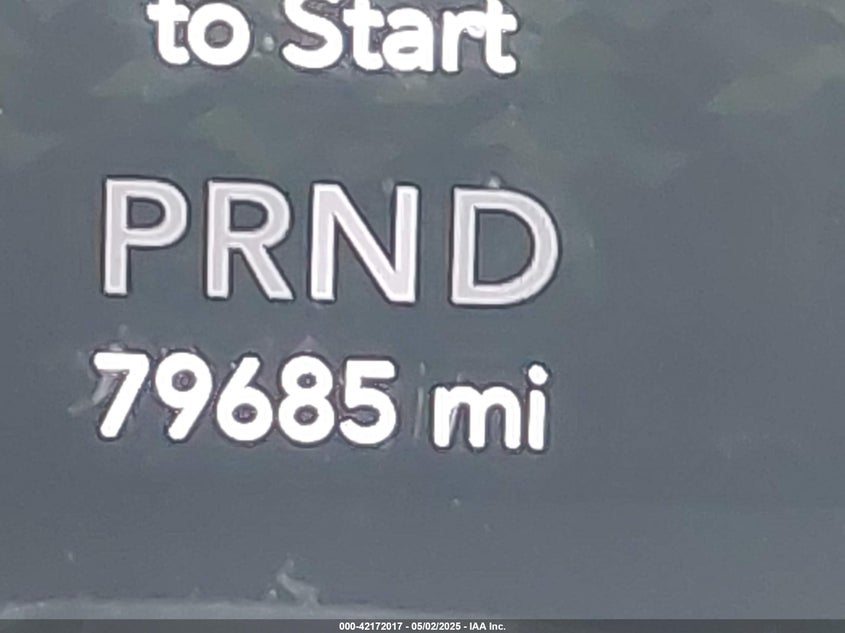 to Start
PRND
79685 mi
000-42172017 - 05/02/2025 - IAA Inc.